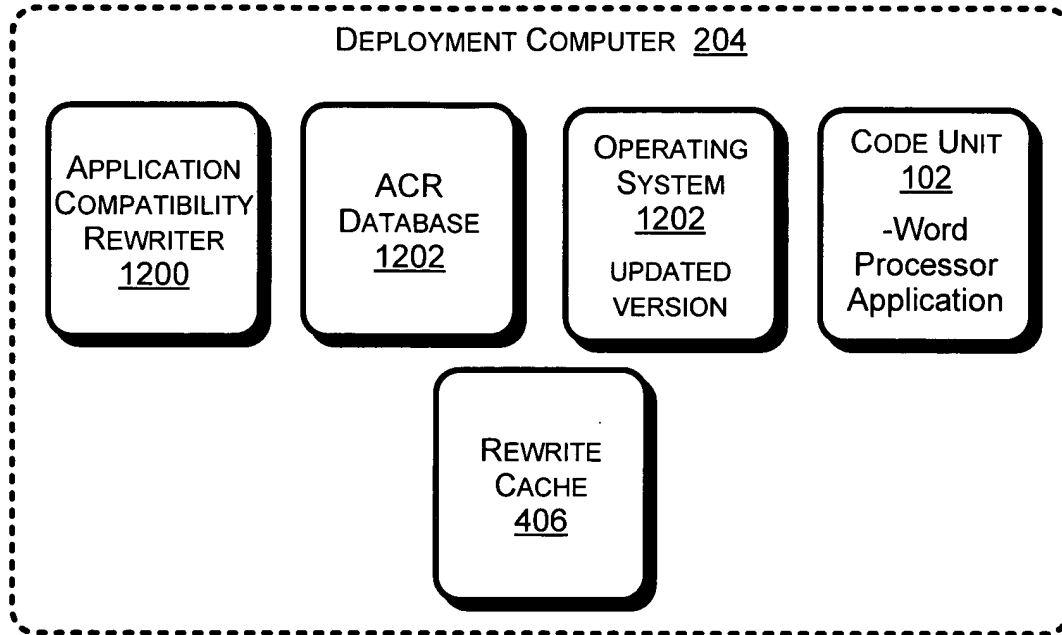 DEPLOYMENT COMPUTER 204
APPLICATION
COMPATIBILITY
REWRITER
1200
ACR
DATABASE
1202
OPERATING
SYSTEM
1202
UPDATED
VERSION
CODE UNIT
102
-Word
Processor
Application
REWRITE
CACHE
406